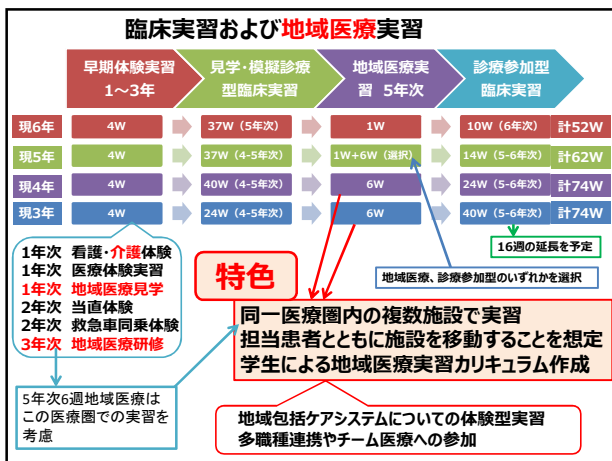 臨床実習および地域医療実習
早期体験実習
1～3年
見学・模擬診療
型臨床実習
地域医療実
習 5年次
診療参加型
臨床実習
現6年 4W 37W（5年次） 1W 10W（6年次） 計52W
現5年 4W 37W（4-5年次） 1W+6W（選択） 14W（5-6年次） 計62W
現4年 4W 40W（4-5年次） 6W 24W（5-6年次） 計74W
現3年 4W 24W（4-5年次） 6W 40W（5-6年次） 計74W
16週の延長を予定
地域医療、診療参加型のいずれかを選択
1年次 看護・介護体験
1年次 医療体験実習
1年次 地域医療見学
2年次 当直体験
2年次 救急車同乗体験
3年次 地域医療研修
特色
同一医療圏内の複数施設で実習
担当患者とともに施設を移動することを想定
学生による地域医療実習カリキュラム作成
5年次6週地域医療は
この医療圏での実習を
考慮
地域包括ケアシステムについての体験型実習
多職種連携やチーム医療への参加